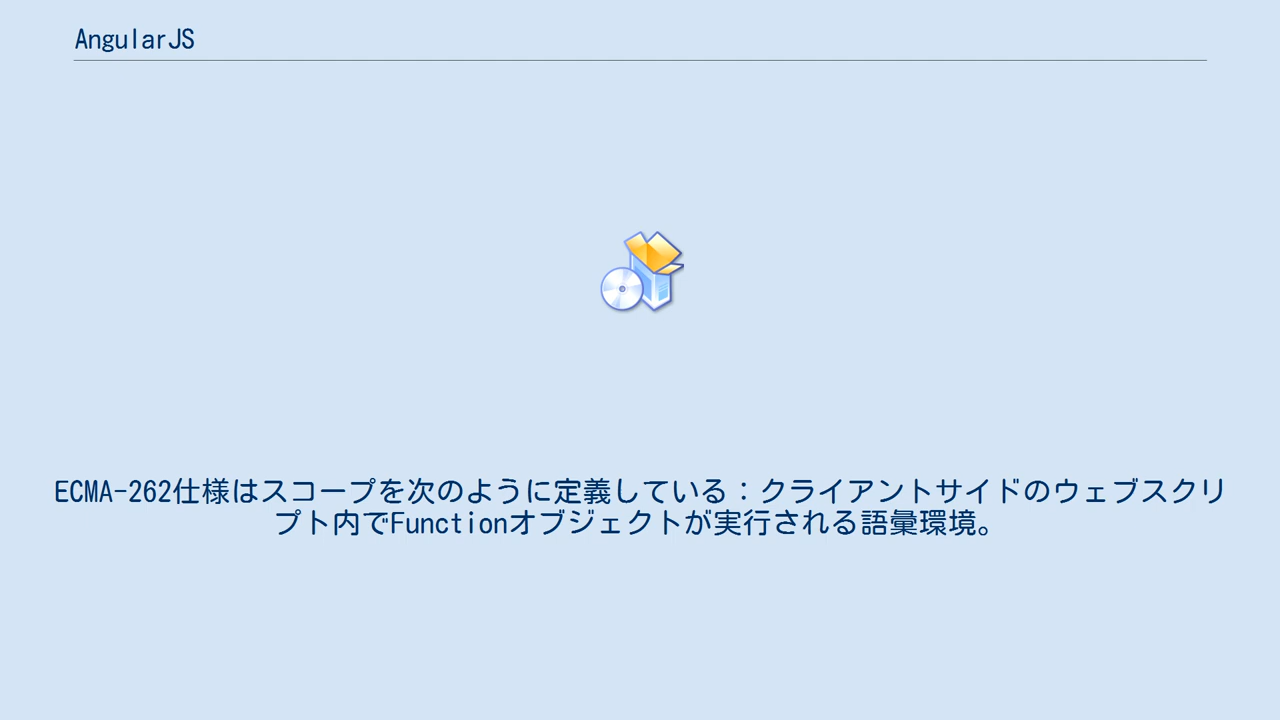 AngularJS
ECMA-262仕様はスコープを次のように定義している：クライアントサイドのウェブスクリ
プト内でFunctionオブジェクトが実行される語彙環境。